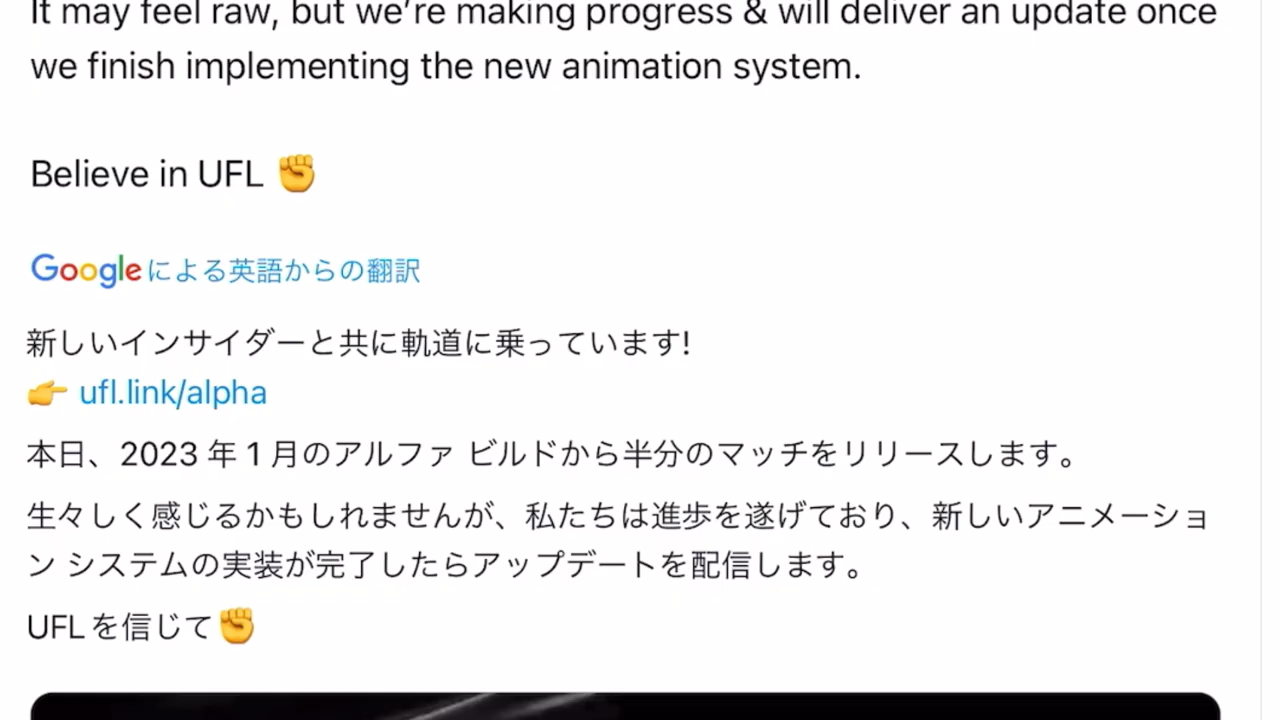 It may feel raw, but we're making progress & will deliver an update once
we finish implementing the new animation system.
Believe in UFL ✊
Googleによる英語からの翻訳
新しいインサイダーと共に軌道に乗っています!
👉 ufl.link/alpha
本日、2023 年 1 月のアルファ ビルドから半分のマッチをリリースします。
生々しく感じるかもしれませんが、私たちは進歩を遂げており、新しいアニメーショ
ン システムの実装が完了したらアップデートを配信します。
UFLを信じて✊